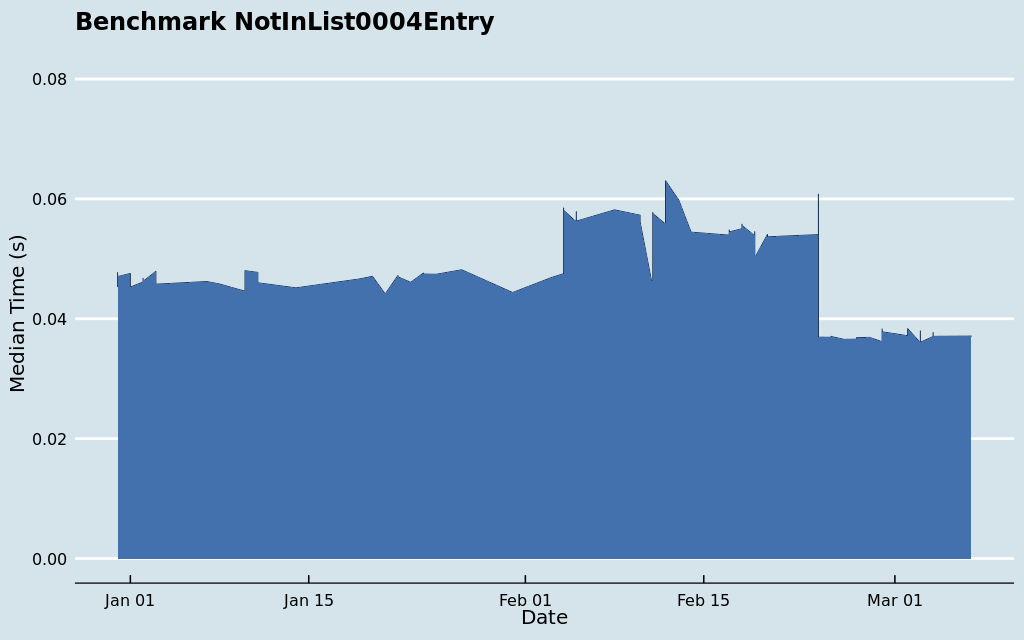 Benchmark NotInList0004Entry
0.08
0.06
0.04
0.02
0.00
Median Time (s)
Jan 01 Jan 15 Feb 01 Feb 15 Mar 01
Date